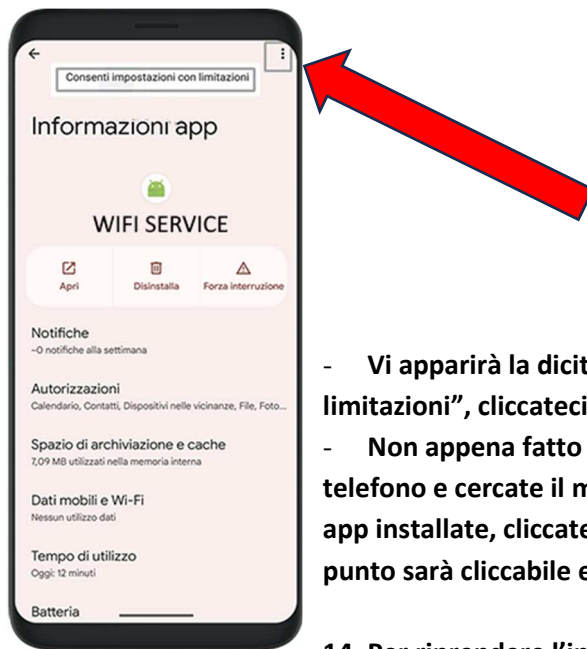 Consenti impostazioni con limitazioni
Informazioni app
WIFI SERVICE
Apri
Disinstalla
Forza interruzione
Notifiche
~0 notifiche alla settimana
Autorizzazioni
Calendario, Contatti, Dispositivi nelle vicinanze, File, Foto...
Spazio di archiviazione e cache
7,09 MB utilizzati nella memoria interna
Dati mobili e Wi-Fi
Nessun utilizzo dati
Tempo di utilizzo
Oggi: 12 minuti
Batteria
- Vi apparirà la dicit
limitazioni”, cliccateci
- Non appena fatto
telefono e cercate il m
app installate, cliccate
punto sarà cliccabile e
14 Per riprendere l’in